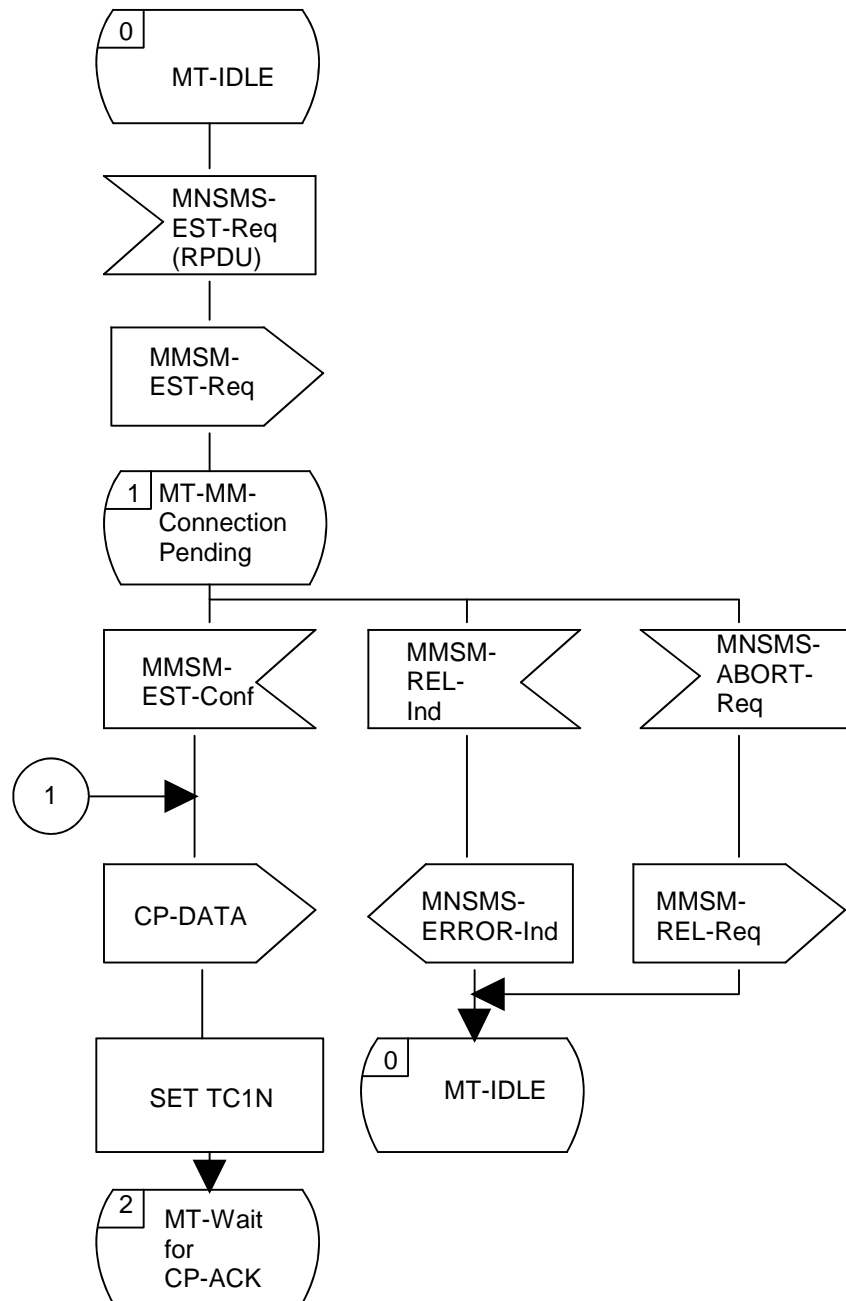 0
MT-IDLE
MNSMS-
EST-Req
(RPDU)
MMSM-
EST-Req
1
MT-MM-
Connection
Pending
MMSM-
EST-Conf
MMSM-
REL-
Ind
MNSMS-
ABORT-
Req
1
CP-DATA
MNSMS-
ERROR-Ind
MMSM-
REL-Req
SET TC1N
0
MT-IDLE
2
MT-Wait
for
CP-ACK